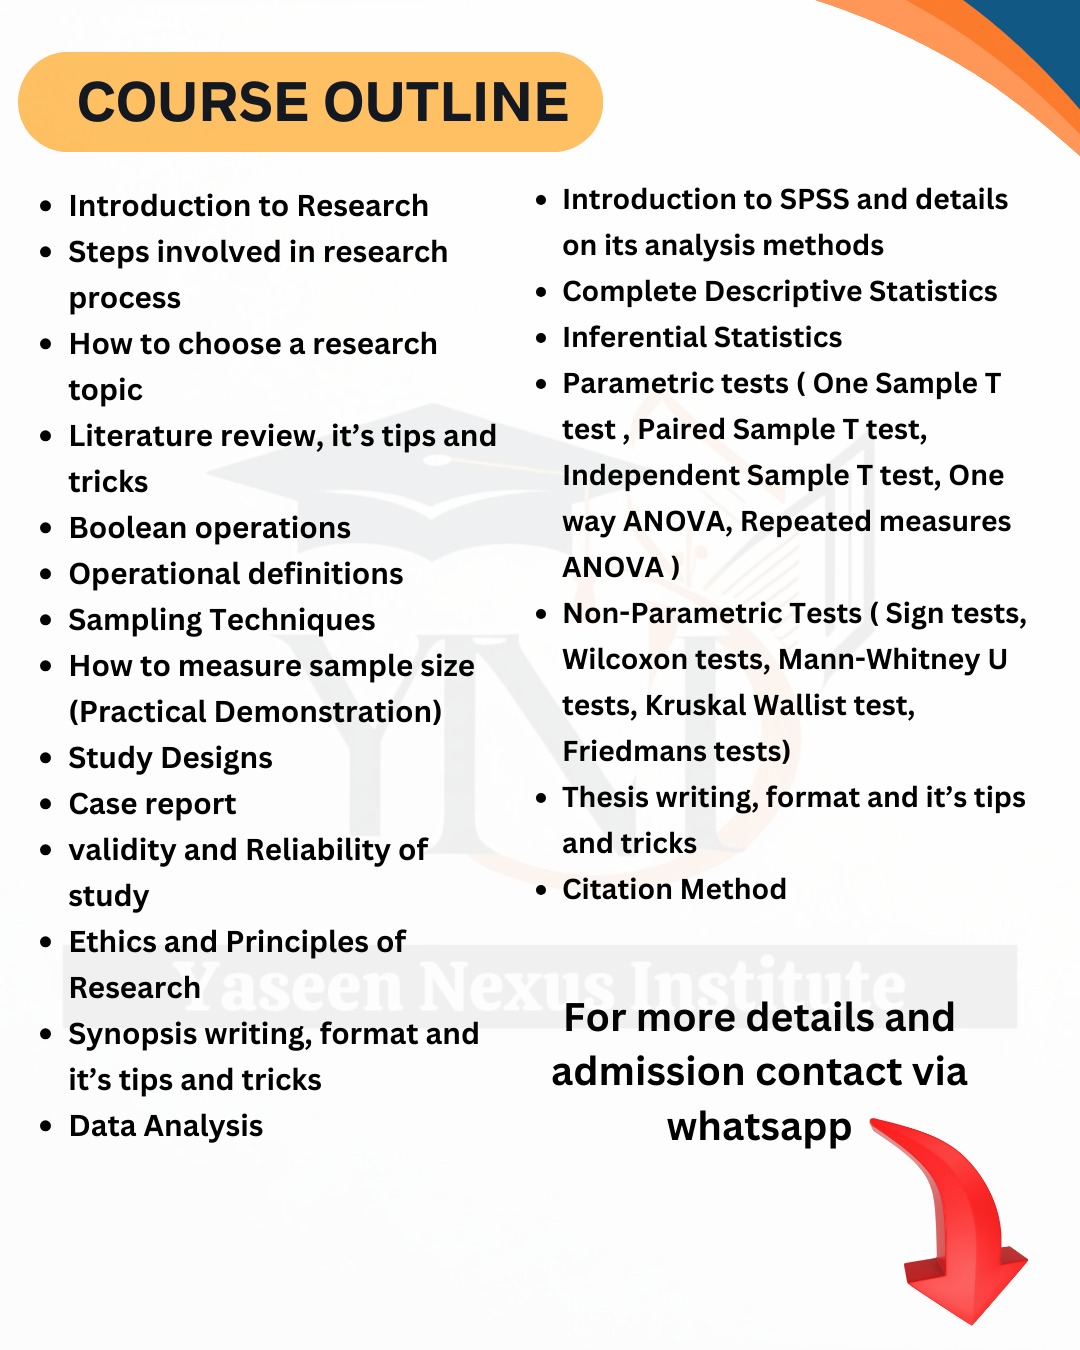 COURSE OUTLINE
• Introduction to Research
• Steps involved in research
process
• How to choose a research
topic
• Literature review, it’s tips and
tricks
• Boolean operations
• Operational definitions
• Sampling Techniques
• How to measure sample size
(Practical Demonstration)
• Study Designs
• Case report
• validity and Reliability of
study
• Ethics and Principles of
Research
• Synopsis writing, format and
it’s tips and tricks
• Data Analysis
• Introduction to SPSS and details
on its analysis methods
• Complete Descriptive Statistics
• Inferential Statistics
• Parametric tests ( One Sample T
test , Paired Sample T test,
Independent Sample T test, One
way ANOVA, Repeated measures
ANOVA )
• Non-Parametric Tests ( Sign tests,
Wilcoxon tests, Mann-Whitney U
tests, Kruskal Wallist test,
Friedmans tests)
• Thesis writing, format and it’s tips
and tricks
• Citation Method
YNI
Yaseen Nexus Institute
For more details and
admission contact via
whatsapp